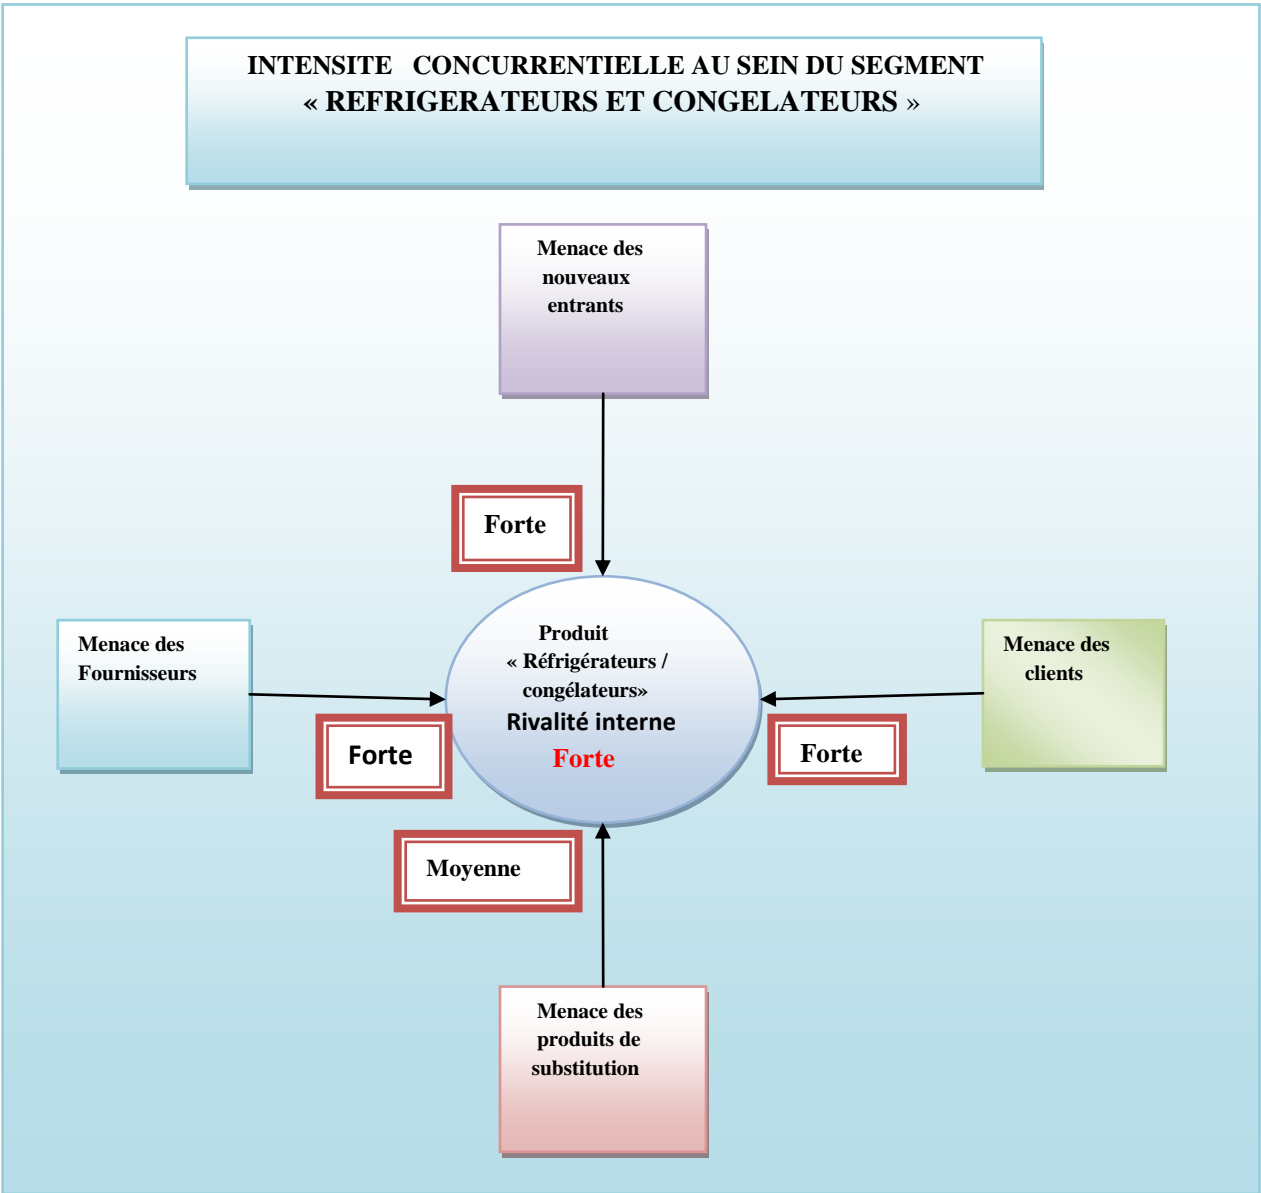 INTENSITE CONCURRENTIELLE AU SEIN DU SEGMENT
« REFRIGERATEURS ET CONGELATEURS »
Menace des
nouveaux
entrants
Forte
Menace des
Fournisseurs
Forte
Produit
« Réfrigérateurs /
congélateurs»
Rivalité interne
Forte
Menace des
clients
Forte
Moyenne
Menace des
produits de
substitution